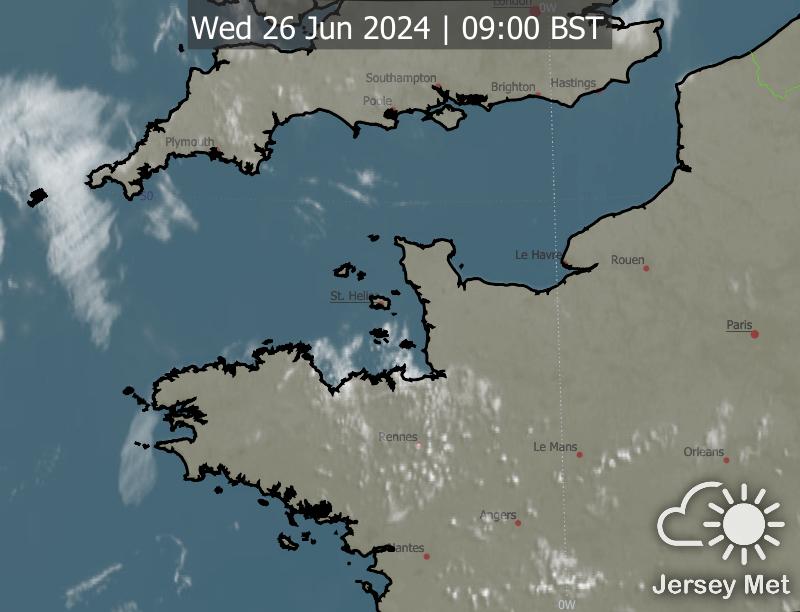 London
0W
Wed 26 Jun 2024 | 09:00 BST
Southampton
Brighton
Hastings
Poole
Plymouth
50
Le Havre
Rouen
St. Helier
Paris
Rennes
Le Mans
Orleans
Angers
Nantes
Jersey Met
0W